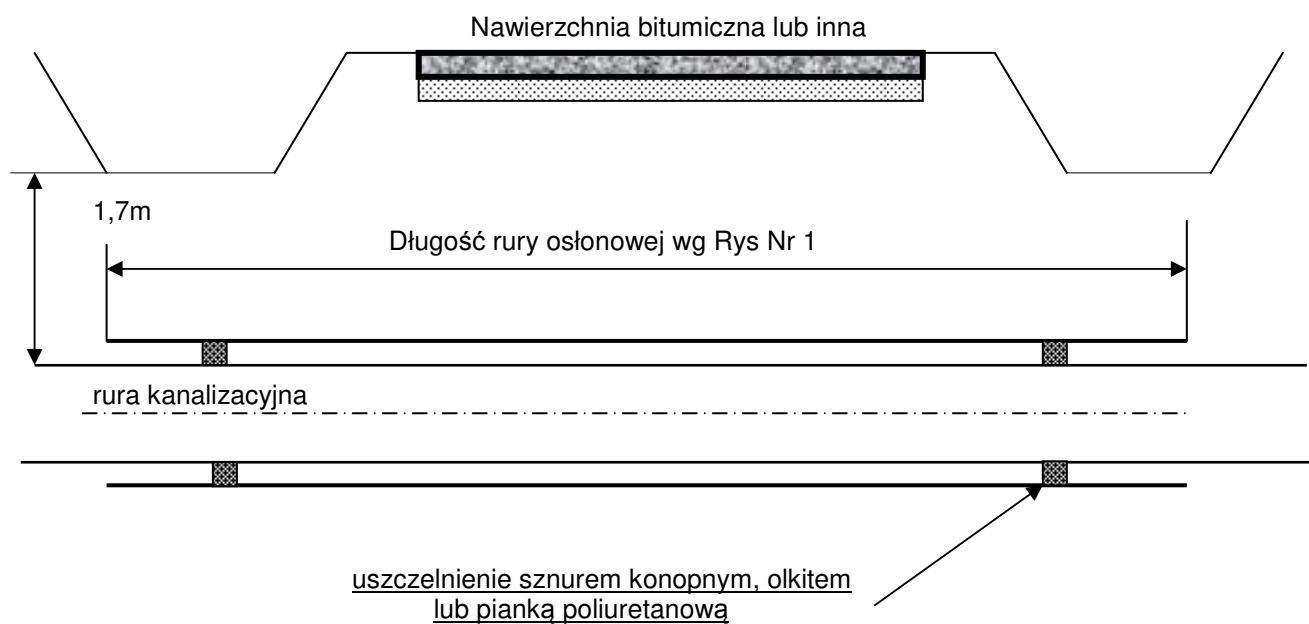 Nawierzchnia bitumiczna lub inna
1,7m
Długość rury osłonowej wg Rys Nr 1
rura kanalizacyjna
uszczelnienie sznurem konopnym, olkitem
lub pianką poliuretanową